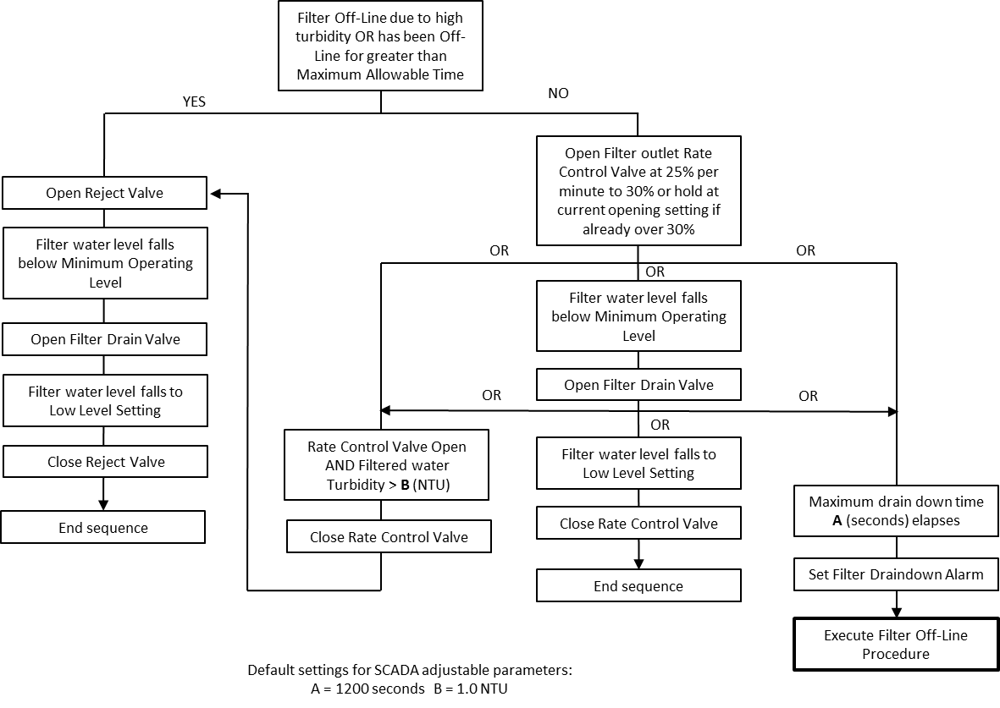 Filter Off-Line due to high
turbidity OR has been Off-
Line for greater than
Maximum Allowable Time
YES
NO
Open Reject Valve
Filter water level falls
below Minimum Operating
Level
Open Filter Drain Valve
Filter water level falls to
Low Level Setting
Close Reject Valve
End sequence
Open Filter outlet Rate
Control Valve at 25% per
minute to 30% or hold at
current opening setting if
already over 30%
OR
OR
OR
Filter water level falls
below Minimum Operating
Level
Open Filter Drain Valve
OR
OR
OR
Rate Control Valve Open
AND Filtered water
Turbidity > B (NTU)
Close Rate Control Valve
Filter water level falls to
Low Level Setting
Close Rate Control Valve
End sequence
Maximum drain down time
A (seconds) elapses
Set Filter Draindown Alarm
Execute Filter Off-Line
Procedure
Default settings for SCADA adjustable parameters:
A = 1200 seconds B = 1.0 NTU